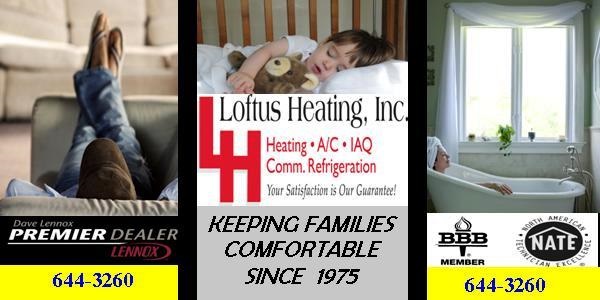 Dave Lennox
PREMIER DEALER
LENNOX
644-3260
LH
Loftus Heating, Inc.
Heating • A/C • IAQ
Comm. Refrigeration
Your Satisfaction is Our Guarantee!
KEEPING FAMILIES
COMFORTABLE
SINCE 1975
BBB
MEMBER
NORTH AMERICAN
NATE
TECHNICIAN EXCELLENCE
644-3260